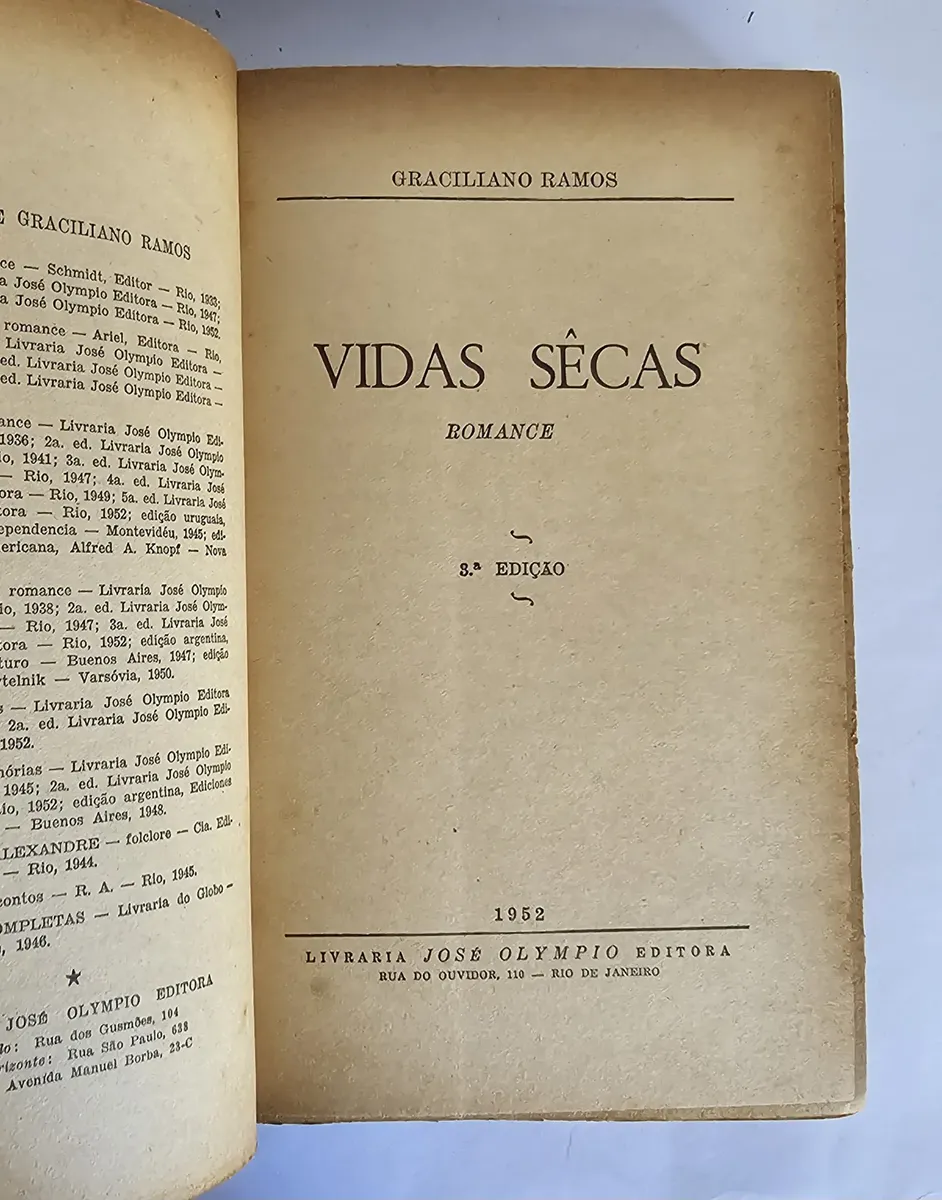 GRACILIANO RAMOS
ce — Schmidt, Editor — Rio, 1933;
a José Olympio Editora — Rio, 1947;
a José Olympio Editora — Rio, 1952.
romance — Ariel, Editora — Rio,
Livraria José Olympio Editora —
ed. Livraria José Olympio Editora —
ed. Livraria José Olympio Editora —
ance — Livraria José Olympio Edi-
1936; 2a. ed. Livraria José Olympio
io, 1941; 3a. ed. Livraria José Olym-
— Rio, 1947; 4a. ed. Livraria José
ora — Rio, 1949; 5a. ed. Livraria José
tora — Rio, 1952; edição uruguaia,
ependencia — Montevidéu, 1945; edi-
ericana, Alfred A. Knopf — Nova
romance — Livraria José Olympio
io, 1938; 2a. ed. Livraria José Olym-
— Rio, 1947; 3a. ed. Livraria José
tora — Rio, 1952; edição argentina,
turo — Buenos Aires, 1947; edição
ytelnik — Varsóvia, 1950.
s — Livraria José Olympio Editora
2a. ed. Livraria José Olympio Edi-
1952.
mórias — Livraria José Olympio Edi-
1945; 2a. ed. Livraria José Olympio
io, 1952; edição argentina, Ediciones
— Buenos Aires, 1948.
LEXANDRE — folclore — Cia. Edi-
— Rio, 1944.
contos — R. A. — Rio, 1945.
OMPLETAS — Livraria do Globo —
, 1946.
JOSÉ OLYMPIO EDITORA
lo: Rua dos Gusmões, 104
rizonte: Rua São Paulo, 638
Avenida Manuel Borba, 23-C
GRACILIANO RAMOS
VIDAS SÊCAS
ROMANCE
3.ª EDIÇÃO
1952
LIVRARIA JOSÉ OLYMPIO EDITORA
RUA DO OUVIDOR, 110 — RIO DE JANEIRO